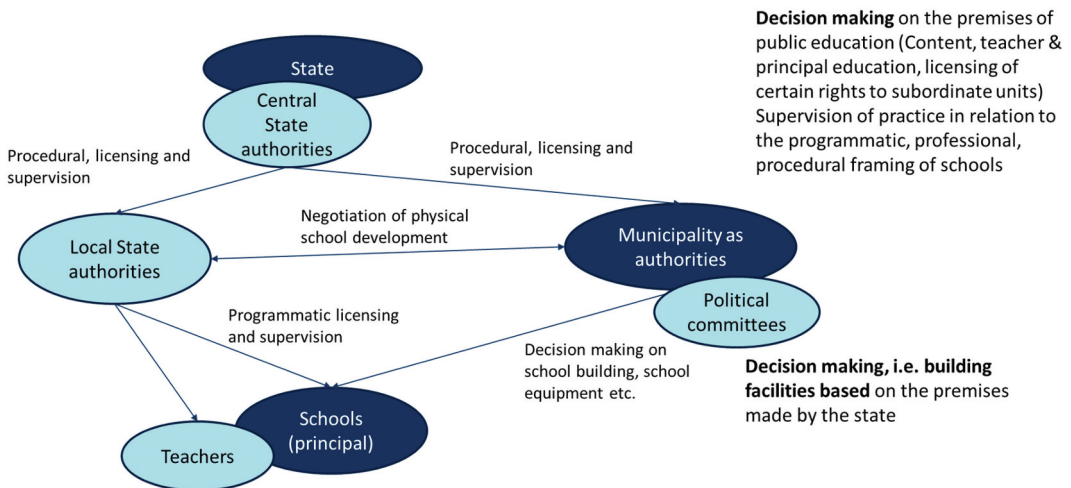 Decision making on the premises of
public education (Content, teacher &
principal education, licensing of
certain rights to subordinate units)
Supervision of practice in relation to
the programmatic, professional,
procedural framing of schools
State
Central
State
authorities
Procedural, licensing and
supervision
Procedural, licensing and
supervision
Negotiation of physical
school development
Local State
authorities
Municipality as
authorities
Political
committees
Programmatic licensing
and supervision
Decision making on
school building, school
equipment etc.
Decision making, i.e. building
facilities based on the premises
made by the state
Schools
(principal)
Teachers